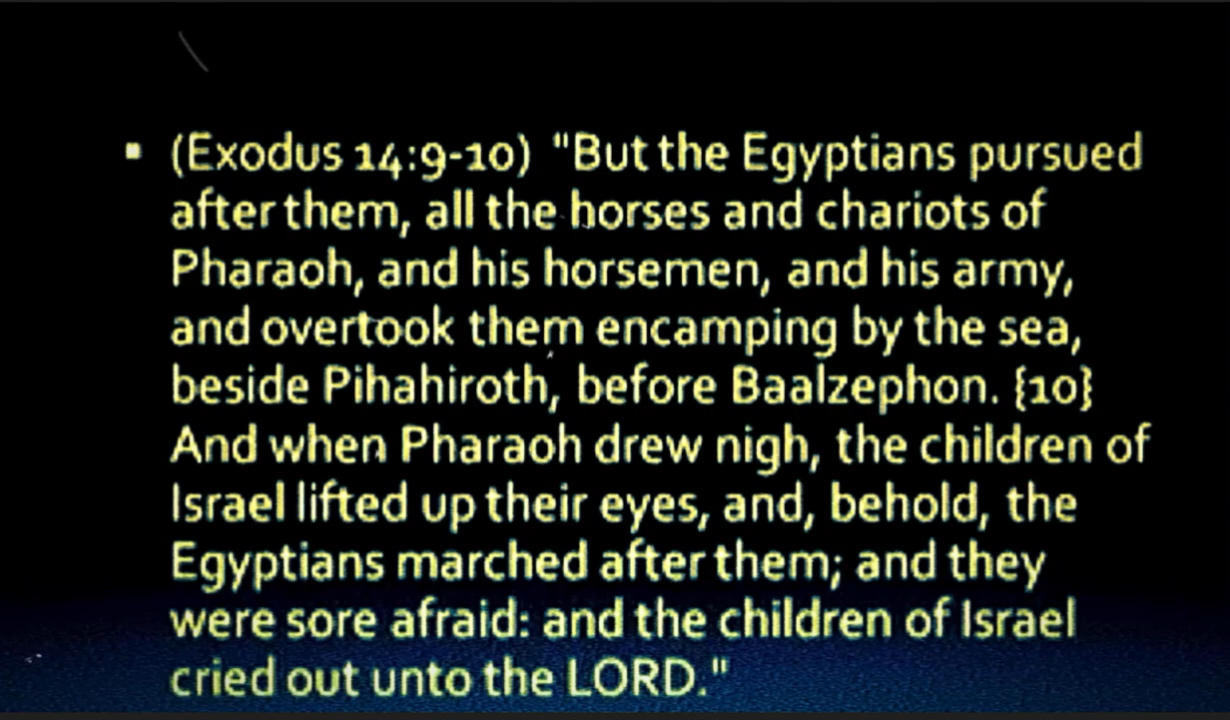 ▪ (Exodus 14:9-10) "But the Egyptians pursued
after them, all the horses and chariots of
Pharaoh, and his horsemen, and his army,
and overtook them encamping by the sea,
beside Pihahiroth, before Baalzephon. {10}
And when Pharaoh drew nigh, the children of
Israel lifted up their eyes, and, behold, the
Egyptians marched after them; and they
were sore afraid: and the children of Israel
cried out unto the LORD."